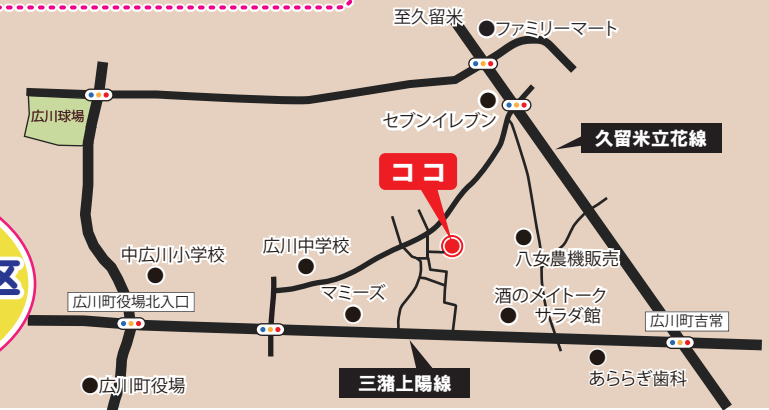 至久留米
ファミリーマート
広川球場
セブンイレブン
久留米立花線
ココ
中広川小学校
広川中学校
八女農機販売
区
マミーズ
酒のメイトーク
サラダ館
広川町役場北入口
広川町吉常
三潴上陽線
あららぎ歯科
広川町役場